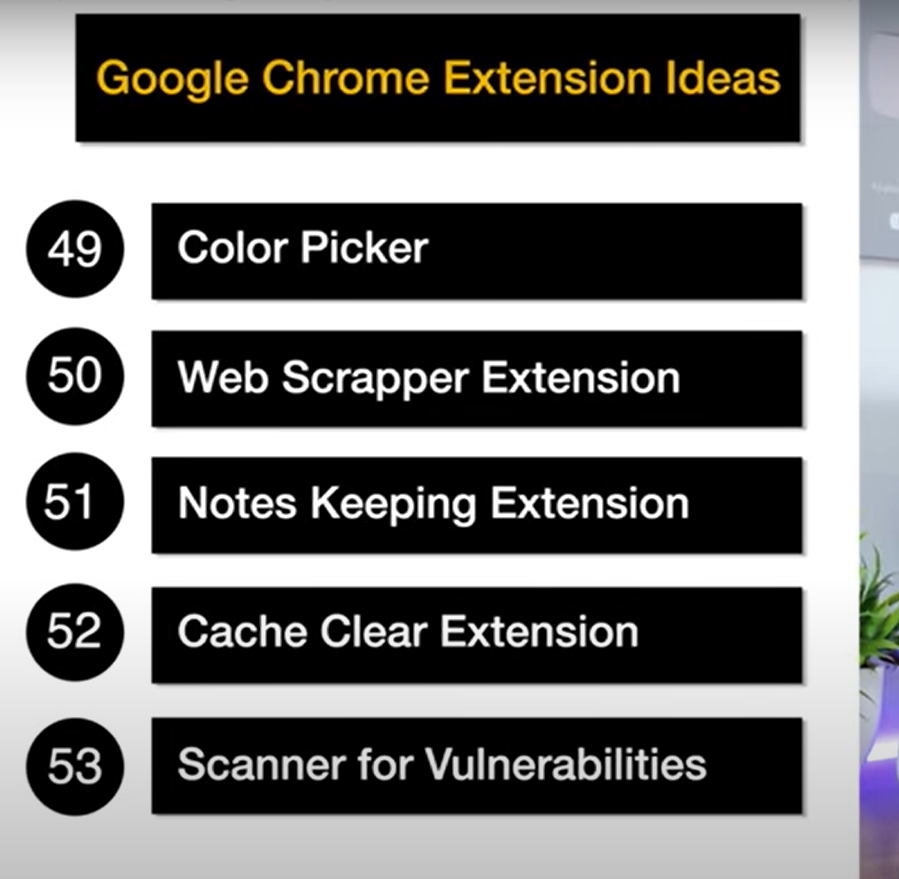 Google Chrome Extension Ideas
49 Color Picker
50 Web Scrapper Extension
51 Notes Keeping Extension
52 Cache Clear Extension
53 Scanner for Vulnerabilities